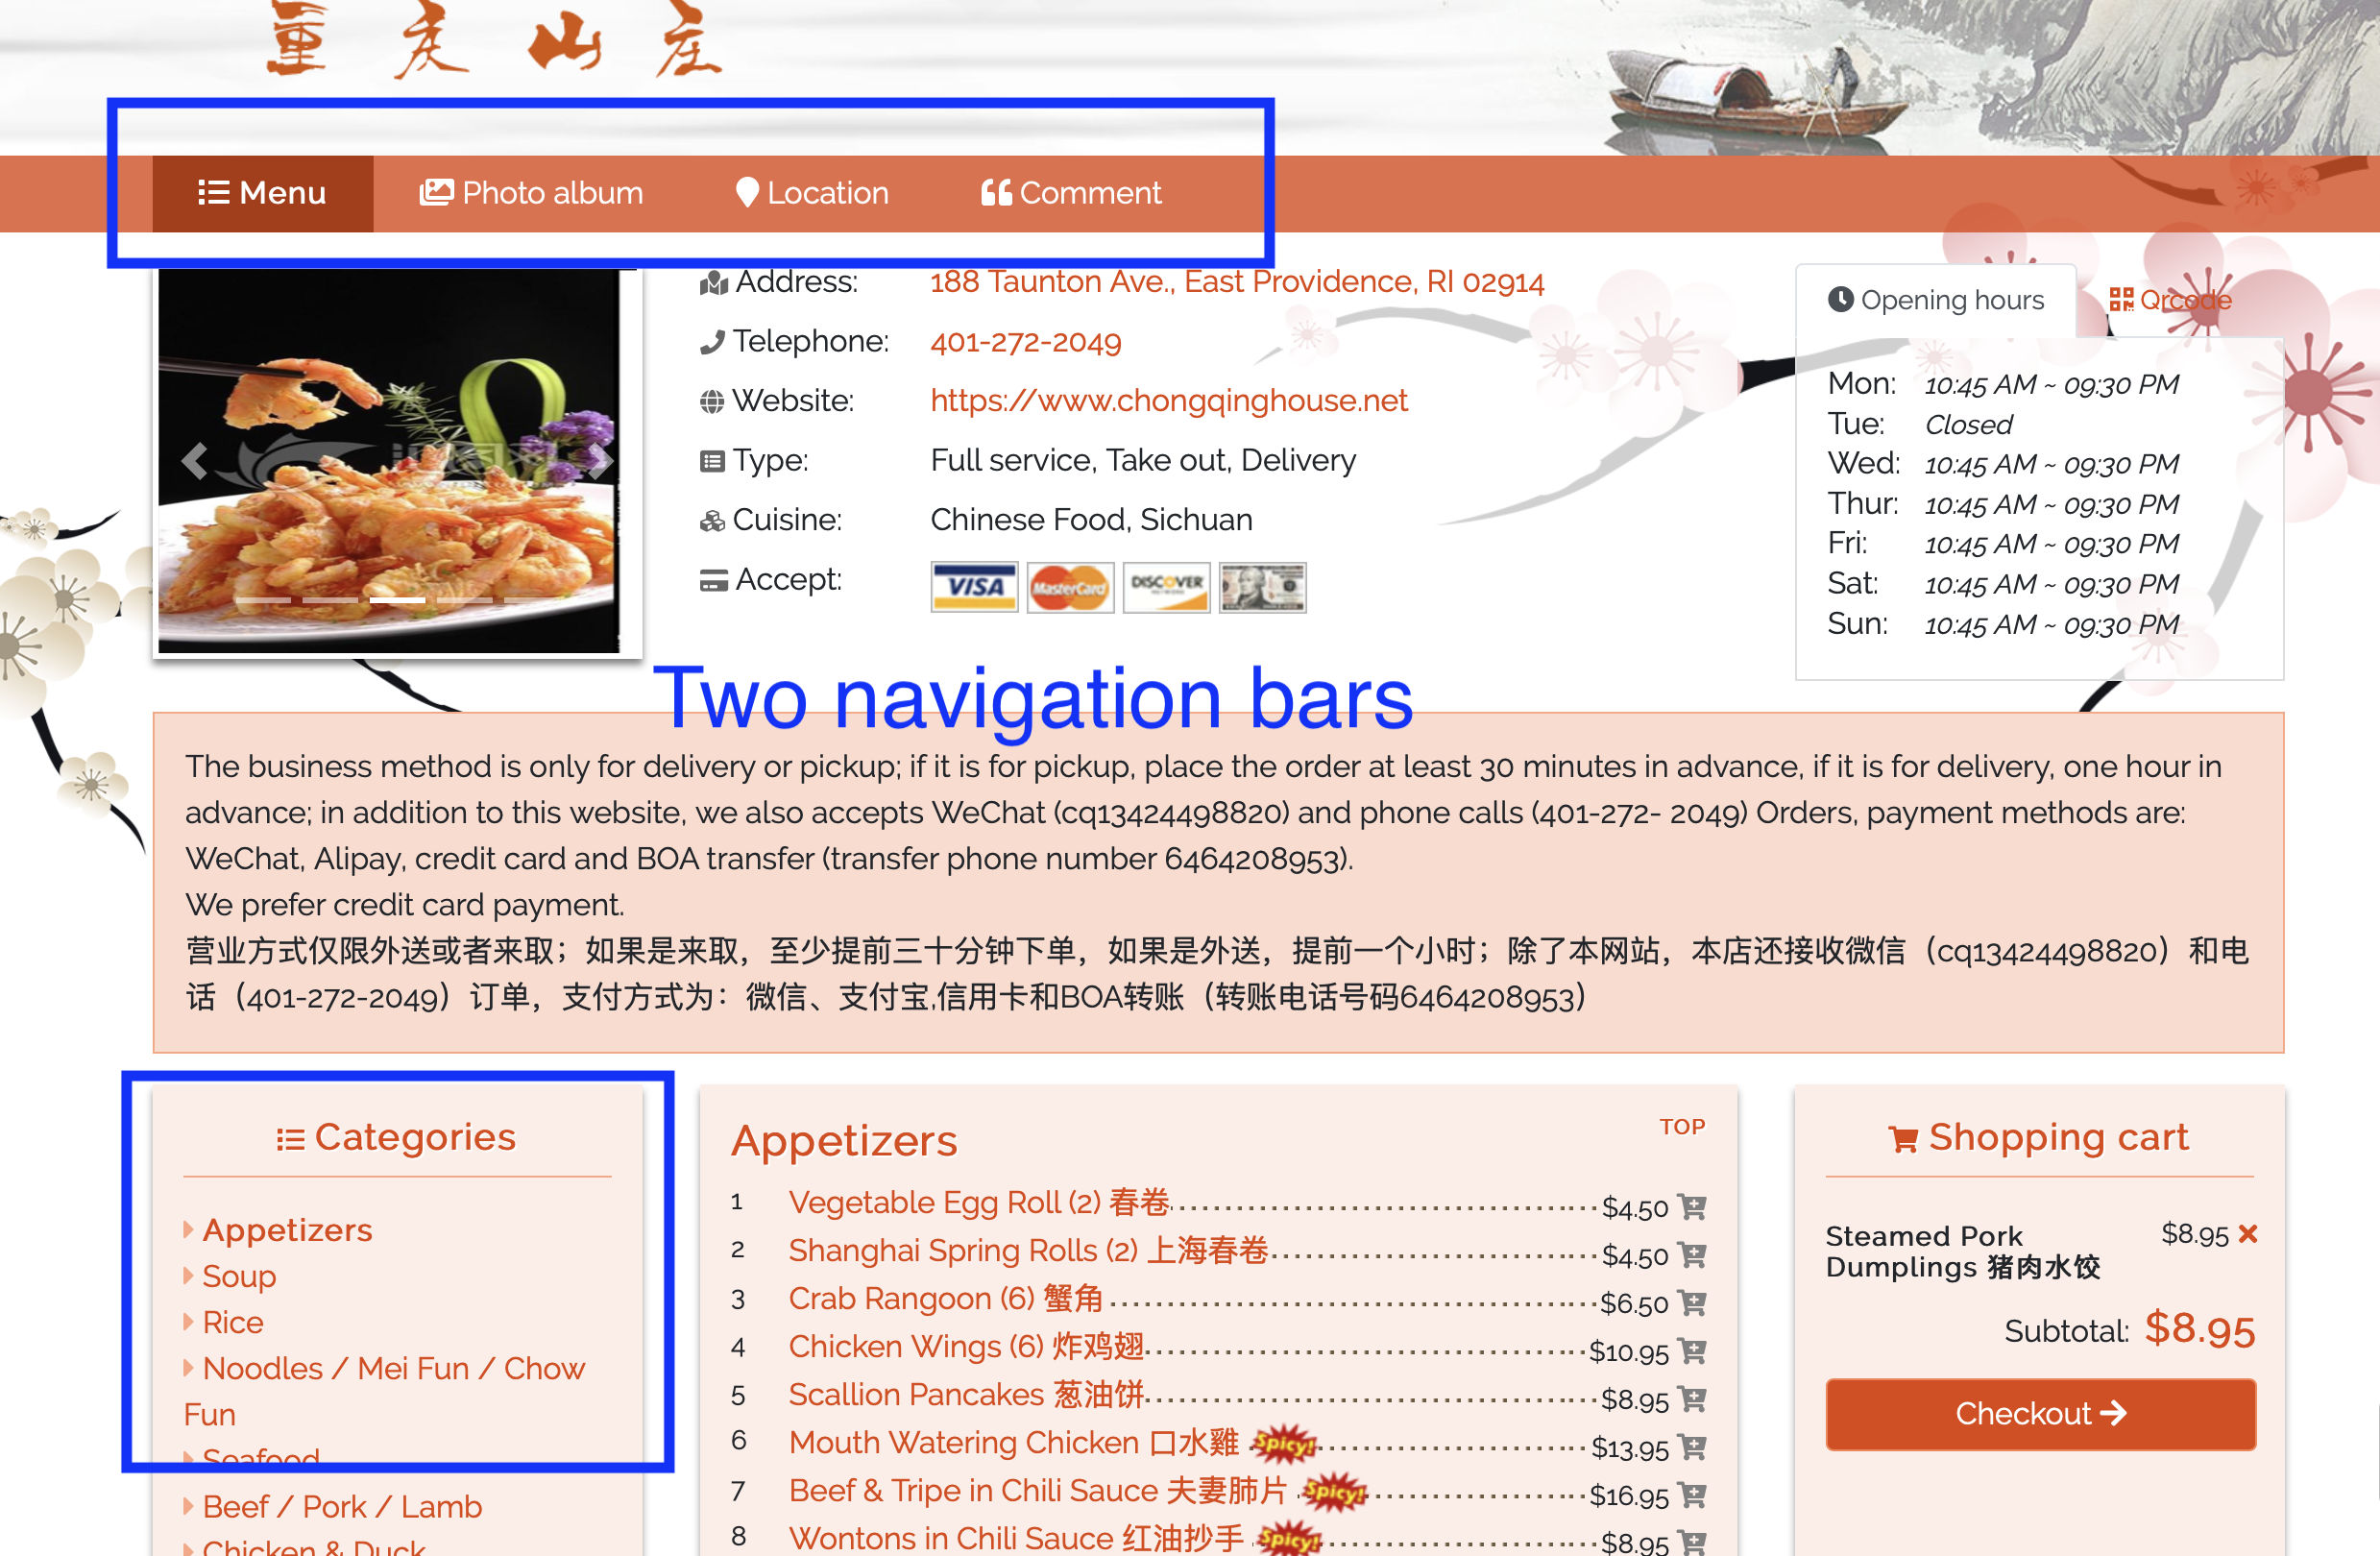 重庆山庄
Menu
Photo album
Location
Comment
Address: 188 Taunton Ave., East Providence, RI 02914
Telephone: 401-272-2049
Website: https://www.chongqinghouse.net
Type: Full service, Take out, Delivery
Cuisine: Chinese Food, Sichuan
Accept: VISA MasterCard DISCOVER
Opening hours
Qrcode
Mon: 10:45 AM ~ 09:30 PM
Tue: Closed
Wed: 10:45 AM ~ 09:30 PM
Thur: 10:45 AM ~ 09:30 PM
Fri: 10:45 AM ~ 09:30 PM
Sat: 10:45 AM ~ 09:30 PM
Sun: 10:45 AM ~ 09:30 PM
Two navigation bars
The business method is only for delivery or pickup; if it is for pickup, place the order at least 30 minutes in advance, if it is for delivery, one hour in
advance; in addition to this website, we also accepts WeChat (cq13424498820) and phone calls (401-272- 2049) Orders, payment methods are:
WeChat, Alipay, credit card and BOA transfer (transfer phone number 6464208953).
We prefer credit card payment.
营业方式仅限外送或者来取；如果是来取，至少提前三十分钟下单，如果是外送，提前一个小时；除了本网站，本店还接收微信（cq13424498820）和电
话（401-272-2049）订单，支付方式为：微信、支付宝,信用卡和BOA转账（转账电话号码6464208953）
Categories
Appetizers
Soup
Rice
Noodles / Mei Fun / Chow
Fun
Seafood
Beef / Pork / Lamb
Chicken & Duck
Appetizers
TOP
1 Vegetable Egg Roll (2) 春卷 $4.50
2 Shanghai Spring Rolls (2) 上海春卷 $4.50
3 Crab Rangoon (6) 蟹角 $6.50
4 Chicken Wings (6) 炸鸡翅 $10.95
5 Scallion Pancakes 葱油饼 $8.95
6 Mouth Watering Chicken 口水雞 Spicy! $13.95
7 Beef & Tripe in Chili Sauce 夫妻肺片 Spicy! $16.95
8 Wontons in Chili Sauce 红油抄手 Spicy! $8.95
Shopping cart
Steamed Pork $8.95
Dumplings 猪肉水饺
Subtotal: $8.95
Checkout